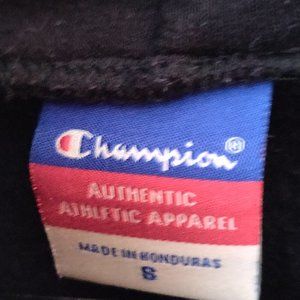 Champion®
AUTHENTIC
ATHLETIC APPAREL
MADE IN HONDURAS
S